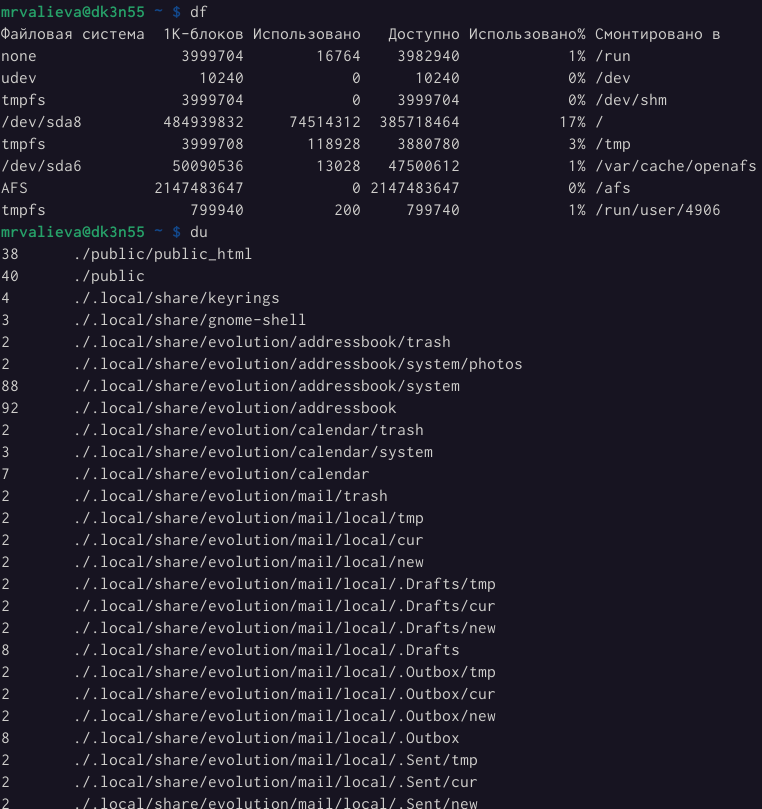 mrvalieva@dk3n55 ~ $ df
Файловая система 1K-блоков Использовано Доступно Использовано% Смонтировано в
none 3999704 16764 3982940 1% /run
udev 10240 0 10240 0% /dev
tmpfs 3999704 0 3999704 0% /dev/shm
/dev/sda8 484939832 74514312 385718464 17% /
tmpfs 3999708 118928 3880780 3% /tmp
/dev/sda6 50090536 13028 47500612 1% /var/cache/openafs
AFS 2147483647 0 2147483647 0% /afs
tmpfs 799940 200 799740 1% /run/user/4906
mrvalieva@dk3n55 ~ $ du
38 ./public/public_html
40 ./public
4 ./.local/share/keyrings
3 ./.local/share/gnome-shell
2 ./.local/share/evolution/addressbook/trash
2 ./.local/share/evolution/addressbook/system/photos
88 ./.local/share/evolution/addressbook/system
92 ./.local/share/evolution/addressbook
2 ./.local/share/evolution/calendar/trash
3 ./.local/share/evolution/calendar/system
7 ./.local/share/evolution/calendar
2 ./.local/share/evolution/mail/trash
2 ./.local/share/evolution/mail/local/tmp
2 ./.local/share/evolution/mail/local/cur
2 ./.local/share/evolution/mail/local/new
2 ./.local/share/evolution/mail/local/.Drafts/tmp
2 ./.local/share/evolution/mail/local/.Drafts/cur
2 ./.local/share/evolution/mail/local/.Drafts/new
8 ./.local/share/evolution/mail/local/.Drafts
2 ./.local/share/evolution/mail/local/.Outbox/tmp
2 ./.local/share/evolution/mail/local/.Outbox/cur
2 ./.local/share/evolution/mail/local/.Outbox/new
8 ./.local/share/evolution/mail/local/.Outbox
2 ./.local/share/evolution/mail/local/.Sent/tmp
2 ./.local/share/evolution/mail/local/.Sent/cur
2 ./.local/share/evolution/mail/local/.Sent/new